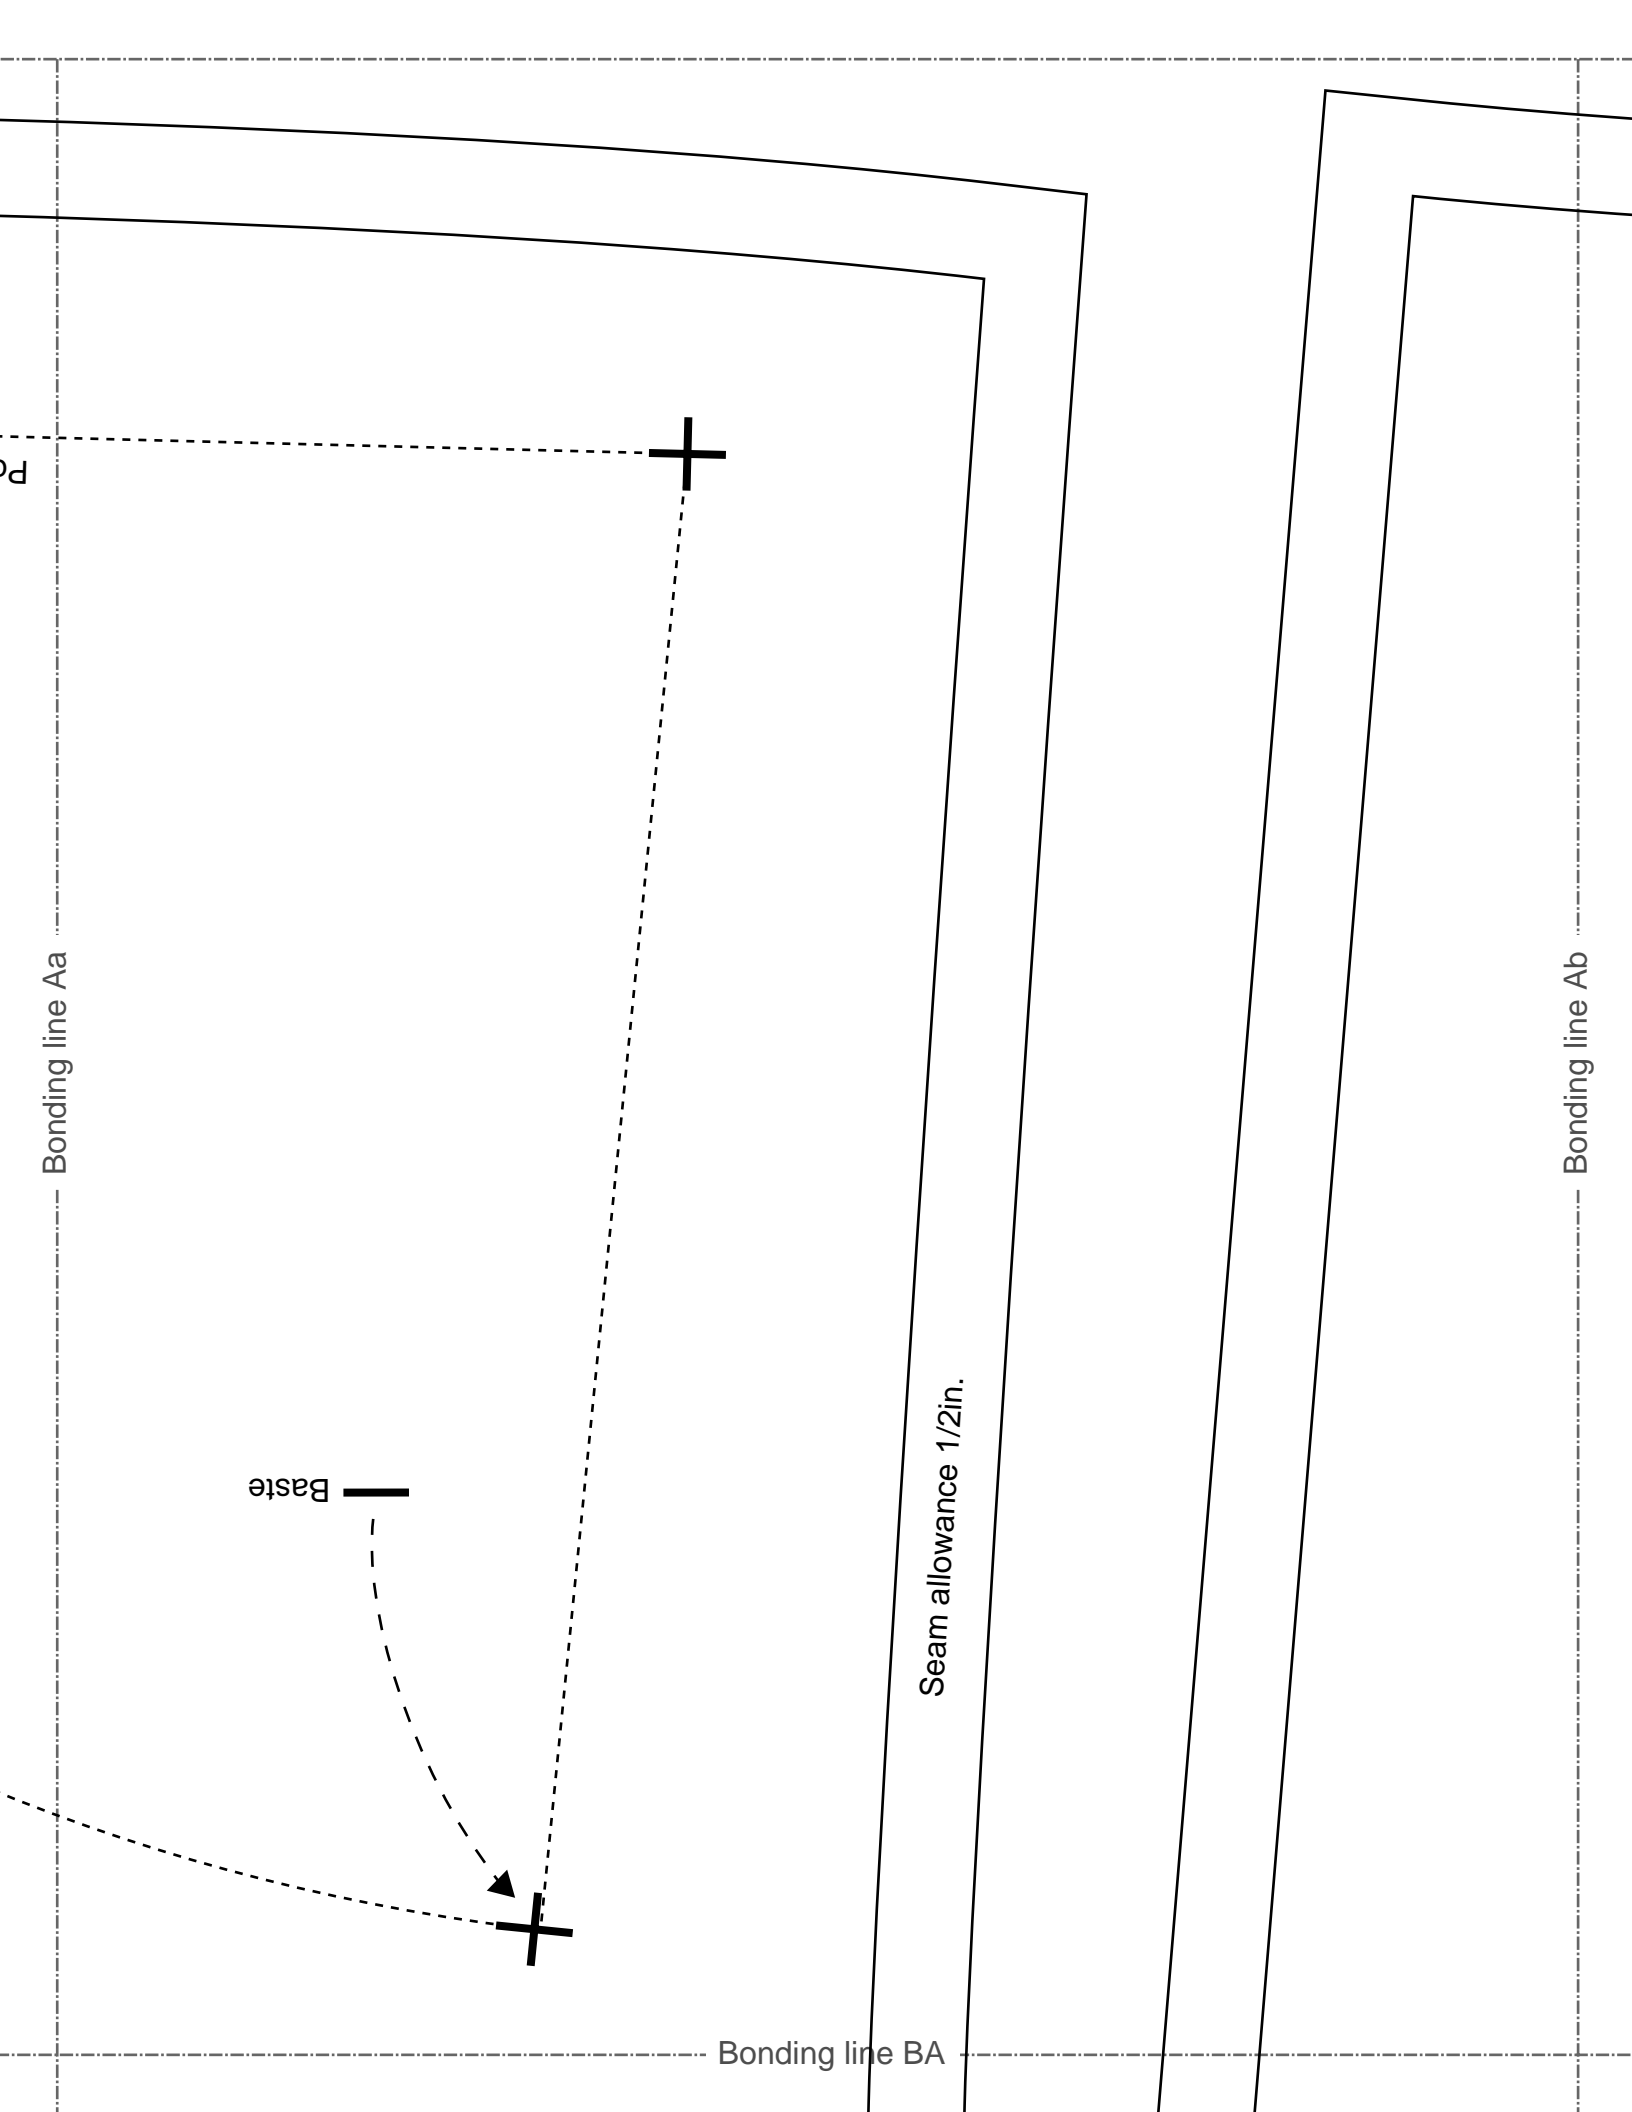 Bonding line Aa
Bonding line Ab
Baste
Seam allowance 1/2in.
Bonding line BA